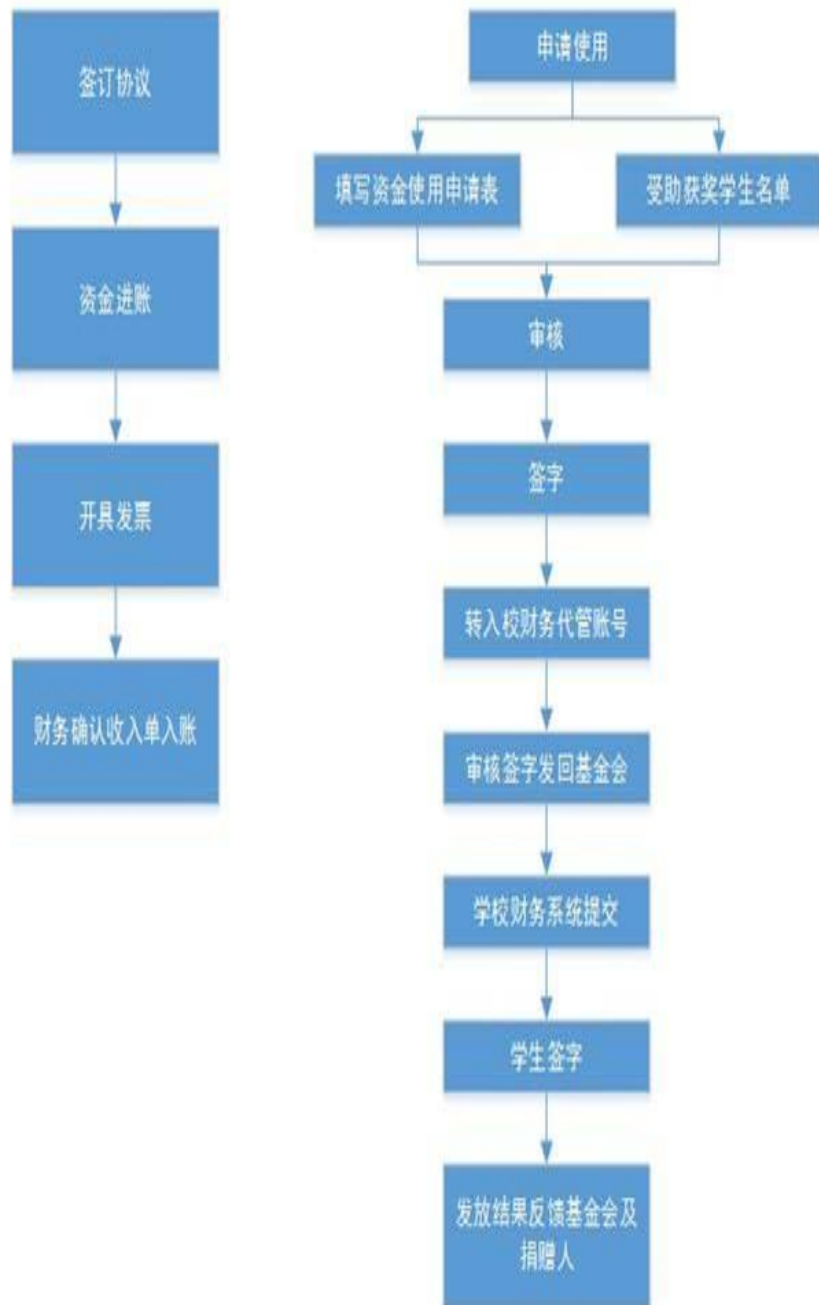 签订协议
资金进账
开具发票
财务确认收入单入账
申请使用
填写资金使用申请表
受助获奖学生名单
审核
签字
转入校财务代管账号
审核签字发回基金会
学校财务系统提交
学生签字
发放结果反馈基金会及
捐赠人